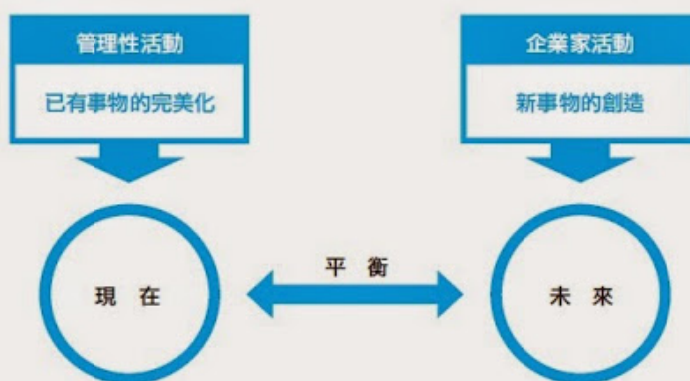 管理性活動
已有事物的完美化
企業家活動
新事物的創造
現 在
平 衡
未 來